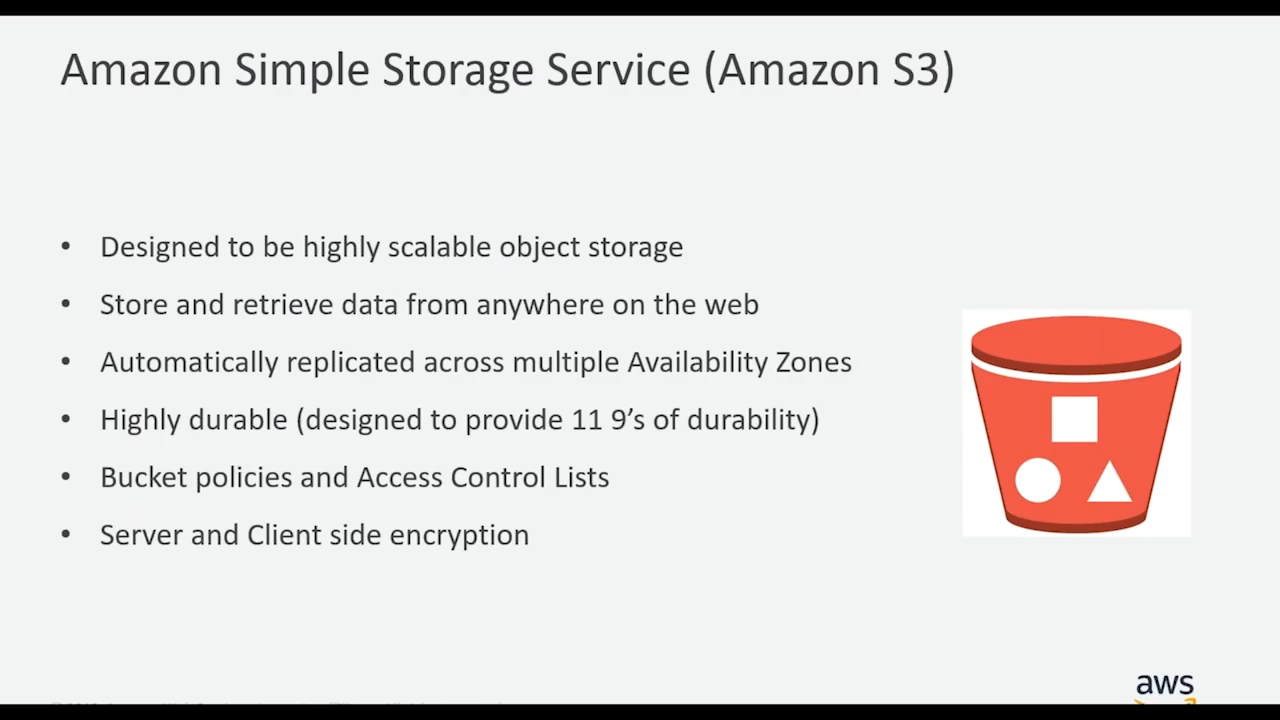 Amazon Simple Storage Service (Amazon S3)
• Designed to be highly scalable object storage
• Store and retrieve data from anywhere on the web
• Automatically replicated across multiple Availability Zones
• Highly durable (designed to provide 11 9’s of durability)
• Bucket policies and Access Control Lists
• Server and Client side encryption
aws